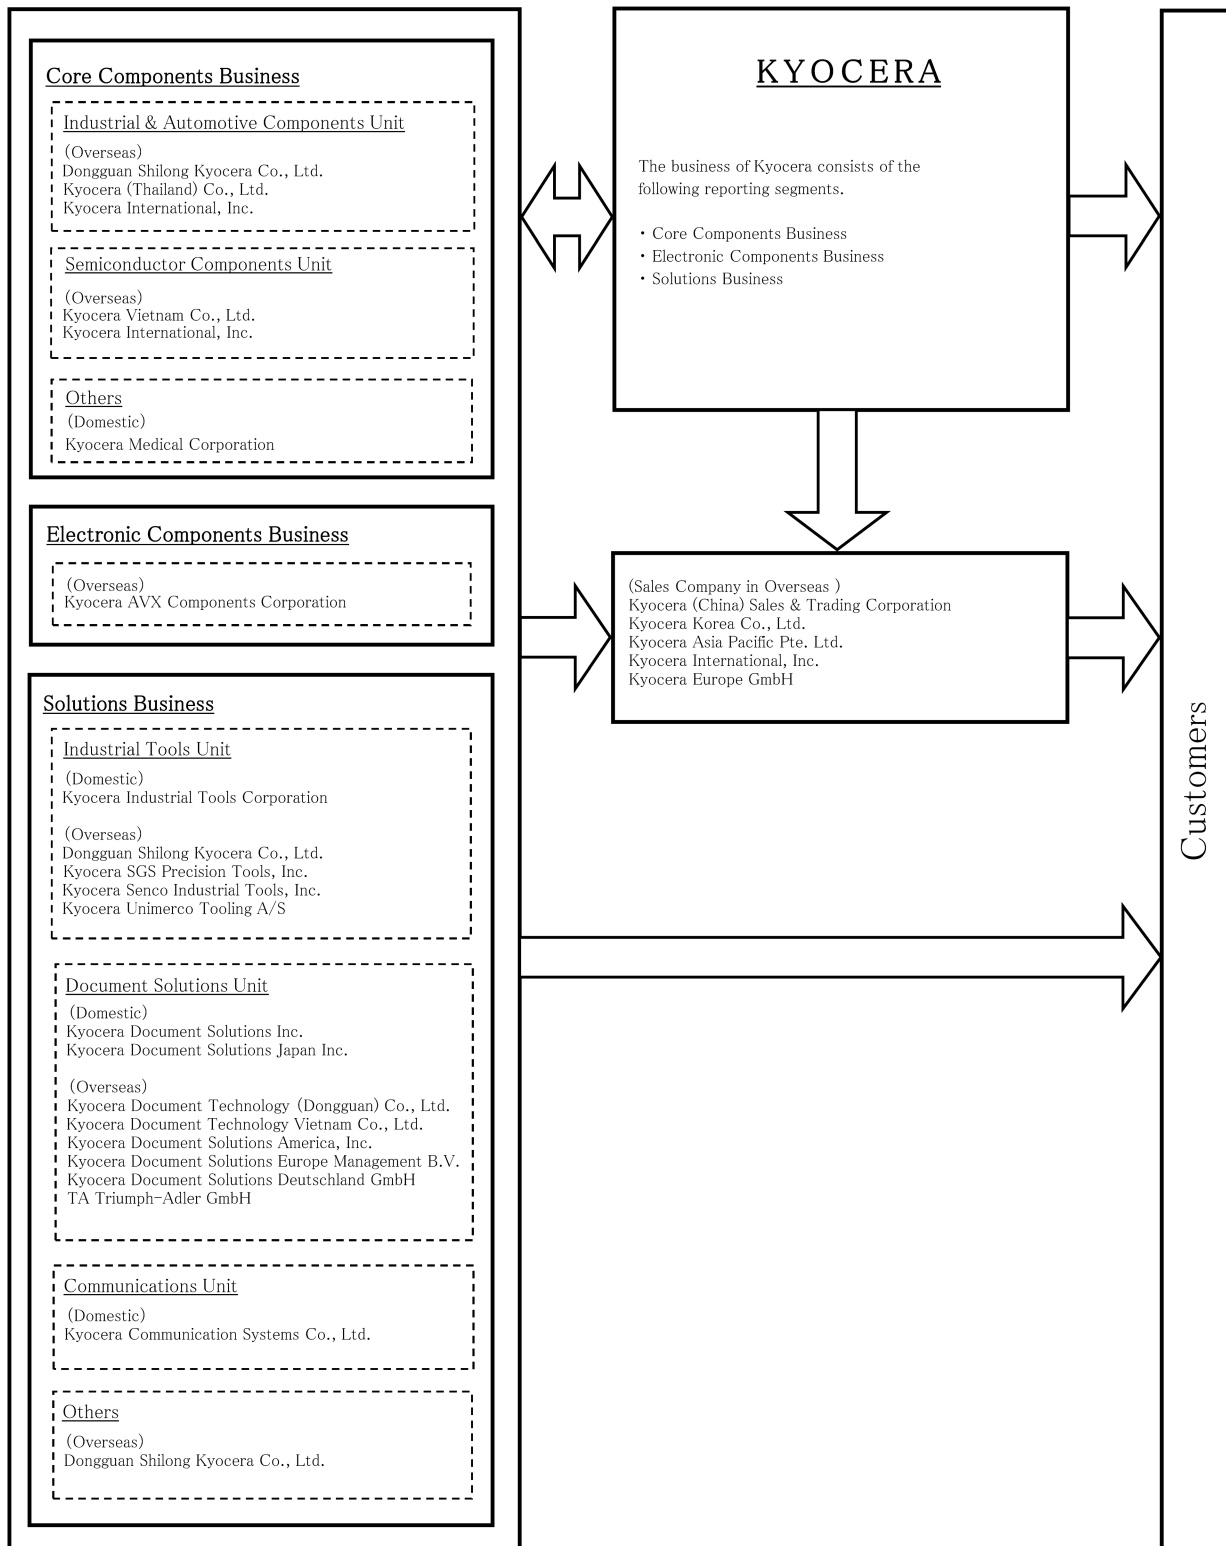 Core Components Business
Industrial & Automotive Components Unit
(Overseas)
Dongguan Shilong Kyocera Co., Ltd.
Kyocera (Thailand) Co., Ltd.
Kyocera International, Inc.
Semiconductor Components Unit
(Overseas)
Kyocera Vietnam Co., Ltd.
Kyocera International, Inc.
Others
(Domestic)
Kyocera Medical Corporation
Electronic Components Business
(Overseas)
Kyocera AVX Components Corporation
Solutions Business
Industrial Tools Unit
(Domestic)
Kyocera Industrial Tools Corporation
(Overseas)
Dongguan Shilong Kyocera Co., Ltd.
Kyocera SGS Precision Tools, Inc.
Kyocera Senco Industrial Tools, Inc.
Kyocera Unimerco Tooling A/S
Document Solutions Unit
(Domestic)
Kyocera Document Solutions Inc.
Kyocera Document Solutions Japan Inc.
(Overseas)
Kyocera Document Technology (Dongguan) Co., Ltd.
Kyocera Document Technology Vietnam Co., Ltd.
Kyocera Document Solutions America, Inc.
Kyocera Document Solutions Europe Management B.V.
Kyocera Document Solutions Deutschland GmbH
TA Triumph-Adler GmbH
Communications Unit
(Domestic)
Kyocera Communication Systems Co., Ltd.
Others
(Overseas)
Dongguan Shilong Kyocera Co., Ltd.
KYOCERA
The business of Kyocera consists of the
following reporting segments.
・Core Components Business
・Electronic Components Business
・Solutions Business
(Sales Company in Overseas )
Kyocera (China) Sales & Trading Corporation
Kyocera Korea Co., Ltd.
Kyocera Asia Pacific Pte. Ltd.
Kyocera International, Inc.
Kyocera Europe GmbH
Customers